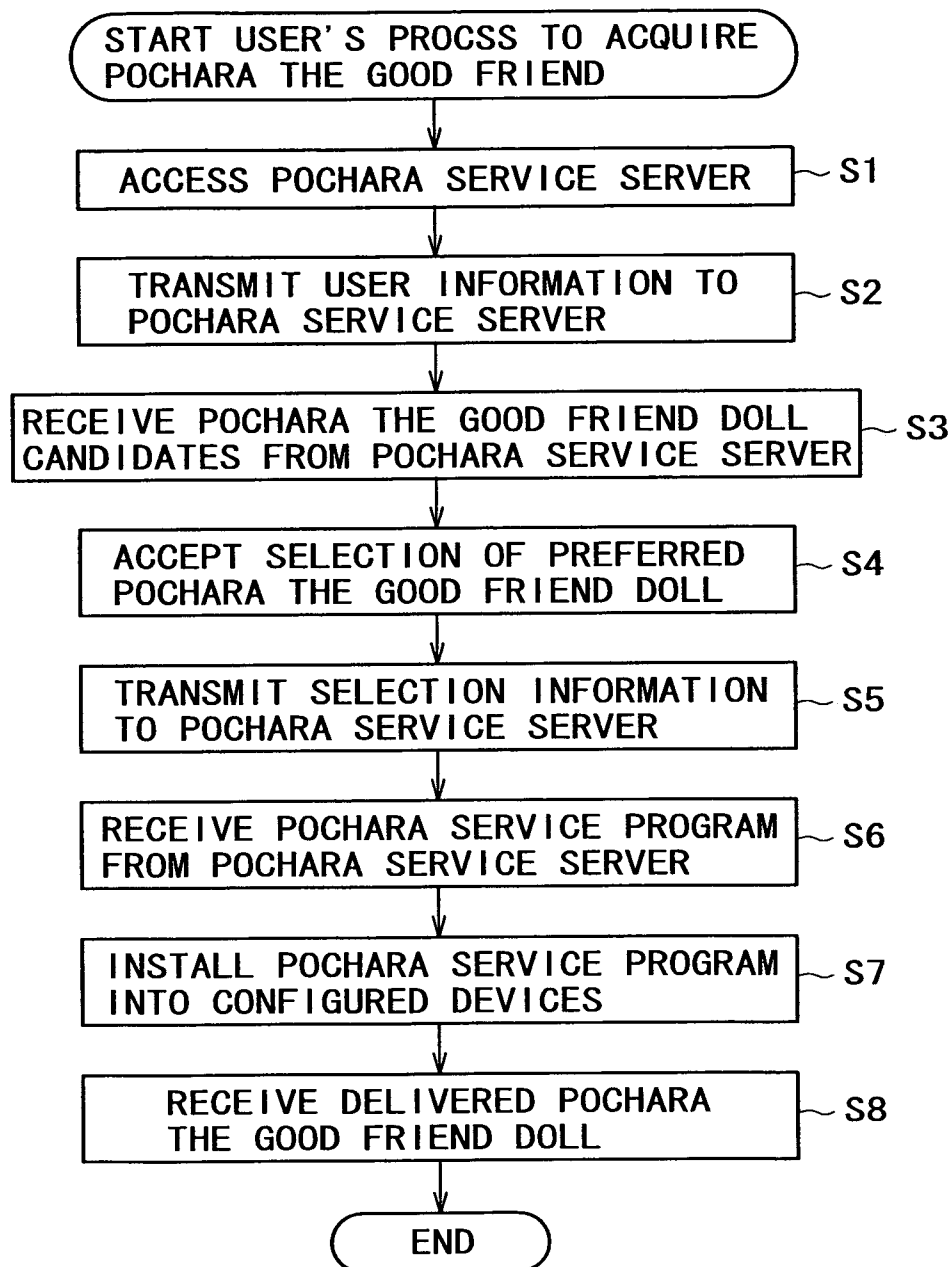 START USER'S PROCSS TO ACQUIRE
POCHARA THE GOOD FRIEND
ACCESS POCHARA SERVICE SERVER
S1
TRANSMIT USER INFORMATION TO
POCHARA SERVICE SERVER
S2
RECEIVE POCHARA THE GOOD FRIEND DOLL
CANDIDATES FROM POCHARA SERVICE SERVER
S3
ACCEPT SELECTION OF PREFERRED
POCHARA THE GOOD FRIEND DOLL
S4
TRANSMIT SELECTION INFORMATION
TO POCHARA SERVICE SERVER
S5
RECEIVE POCHARA SERVICE PROGRAM
FROM POCHARA SERVICE SERVER
S6
INSTALL POCHARA SERVICE PROGRAM
INTO CONFIGURED DEVICES
S7
RECEIVE DELIVERED POCHARA
THE GOOD FRIEND DOLL
S8
END